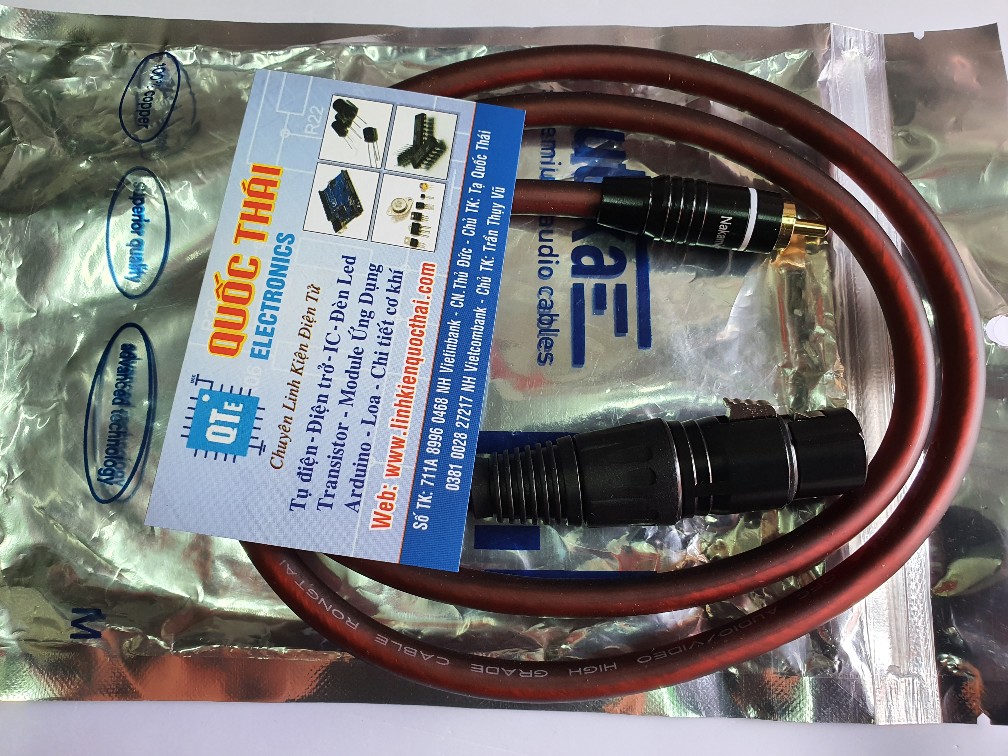 QUỐC THÁI
ELECTRONICS
Chuyên Linh Kiện Điện Tử
Tụ điện - Điện trở - IC - Đèn Led
Transistor - Module Ứng Dụng
Arduino - Loa - Chi tiết cơ khí
Web: www.linhkienquocthai.com
Số TK: 711A 8996 0468 NH Vietinbank - CN Thủ Đức - Chủ TK: Tạ Quốc Thái
0381 0028 27217 NH Vietcombank - Chủ TK: Trần Thụy Vũ
QTE
R22
100% copper
superior quality
advanced technology
audio cables
Nakam
AUDIO/VIDEO HIGH GRADE CABLE RONGTAI
M